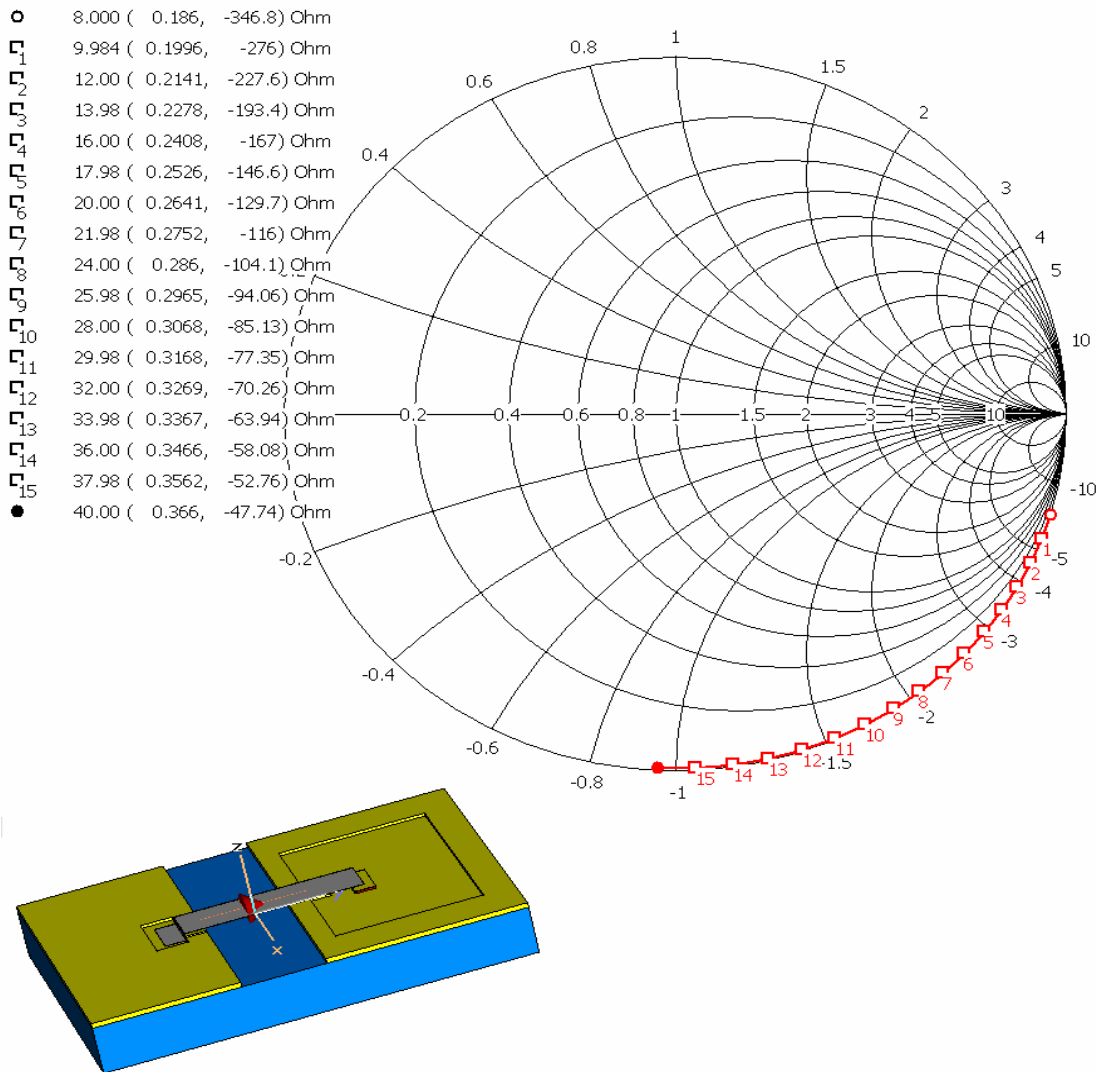 8.000 ( 0.186, -346.8) Ohm
1 9.984 ( 0.1996, -276) Ohm
2 12.00 ( 0.2141, -227.6) Ohm
3 13.98 ( 0.2278, -193.4) Ohm
4 16.00 ( 0.2408, -167) Ohm
5 17.98 ( 0.2526, -146.6) Ohm
6 20.00 ( 0.2641, -129.7) Ohm
7 21.98 ( 0.2752, -116) Ohm
8 24.00 ( 0.286, -104.1) Ohm
9 25.98 ( 0.2965, -94.06) Ohm
10 28.00 ( 0.3068, -85.13) Ohm
11 29.98 ( 0.3168, -77.35) Ohm
12 32.00 ( 0.3269, -70.26) Ohm
13 33.98 ( 0.3367, -63.94) Ohm
14 36.00 ( 0.3466, -58.08) Ohm
15 37.98 ( 0.3562, -52.76) Ohm
40.00 ( 0.366, -47.74) Ohm
0.4
0.6
0.8
1
1.5
2
3
4
5
10
0.2 0.4 0.6 0.8 1 1.5 2 3 4 5 10
-10
-5
-4
-3
-2
-1.5
-1
-0.8
-0.6
-0.4
-0.2
1
2
3
4
5
6
7
8
9
10
11
12
13
14
15
z
x